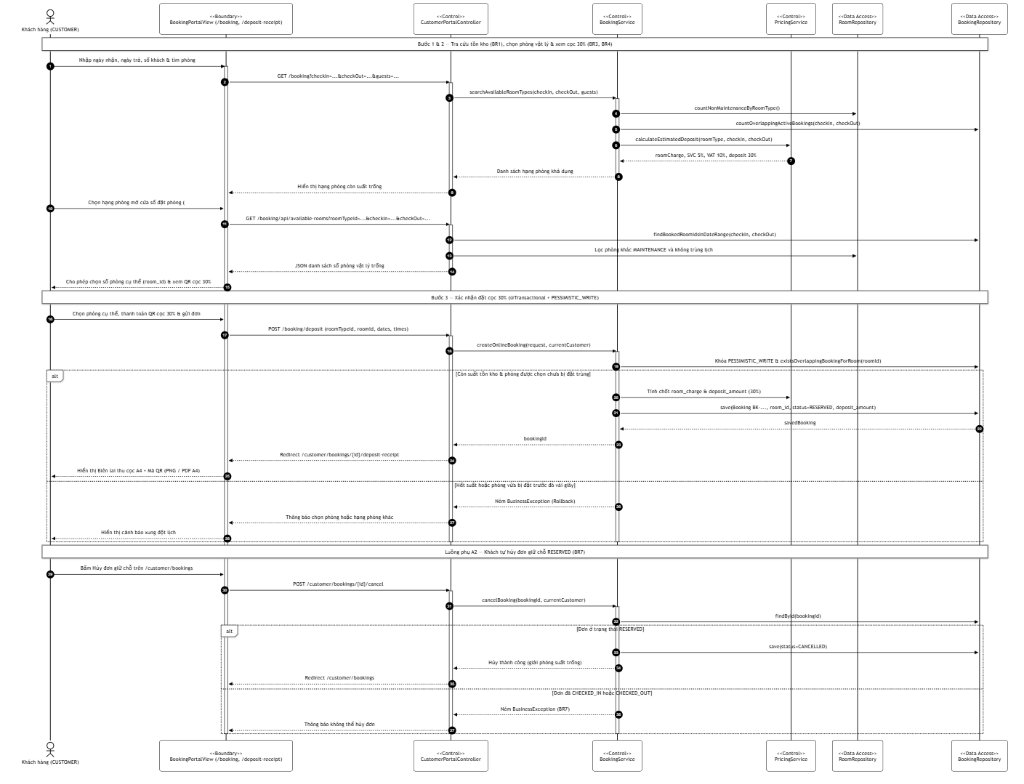 <<Boundary>>
BookingPortalView (/booking, /deposit-receipt)
<<Control>>
CustomerPortalController
<<Control>>
BookingService
<<Control>>
PricingService
<<Data Access>>
RoomRepository
<<Data Access>>
BookingRepository
Khách hàng (CUSTOMER)
Bước 1 & 2 — Tra cứu tồn kho (BR1), chọn phòng vật lý & xem cọc 30% (BR3, BR4)
Nhập ngày nhận, ngày trả, số khách & tìm phòng
GET /booking?checkIn=...&checkOut=...&guests=...
searchAvailableRoomTypes(checkIn, checkOut, guests)
countNonMaintenanceByRoomType()
countOverlappingActiveBookings(checkIn, checkOut)
calculateEstimatedDeposit(roomType, checkIn, checkOut)
roomCharge, SVC 5%, VAT 10%, deposit 30%
Danh sách hạng phòng khả dụng
Hiển thị hạng phòng còn suất trống
Chọn hạng phòng mở cửa sổ đặt phòng (
GET /booking/api/available-rooms?roomTypeId=...&checkIn=...&checkOut=...
findBookedRoomIdsInDateRange(checkIn, checkOut)
Lọc phòng khác MAINTENANCE và không trùng lịch
JSON danh sách số phòng vật lý trống
Cho phép chọn số phòng cụ thể (room_id) & xem QR cọc 30%
Bước 3 — Xác nhận đặt cọc 30% (@Transactional + PESSIMISTIC_WRITE)
Chọn phòng cụ thể, thanh toán QR cọc 30% & gửi đơn
POST /booking/deposit (roomTypeId, roomId, dates, times)
createOnlineBooking(request, currentCustomer)
Khóa PESSIMISTIC_WRITE & existsOverlappingBookingForRoom(roomId)
alt
[Còn suất tồn kho & phòng được chọn chưa bị đặt trùng]
Tính chốt room_charge & deposit_amount (30%)
save(Booking BK-..., room_id, status=RESERVED, deposit_amount)
savedBooking
bookingId
Redirect /customer/bookings/{id}/deposit-receipt
Hiển thị Biên lai thu cọc A4 + Mã QR (PNG / PDF A4)
[Hết suất hoặc phòng vừa bị đặt trước đó vài giây]
Ném BusinessException (Rollback)
Thông báo chọn phòng hoặc hạng phòng khác
Hiển thị cảnh báo xung đột lịch
Luồng phụ A2 — Khách tự hủy đơn giữ chỗ RESERVED (BR7)
Bấm Hủy đơn giữ chỗ trên /customer/bookings
POST /customer/bookings/{id}/cancel
cancelBooking(bookingId, currentCustomer)
findById(bookingId)
alt
[Đơn ở trạng thái RESERVED]
save(status=CANCELLED)
Hủy thành công (giải phóng suất trống)
Redirect /customer/bookings
[Đơn đã CHECKED_IN hoặc CHECKED_OUT]
Ném BusinessException (BR7)
Thông báo không thể hủy đơn
<<Boundary>>
BookingPortalView (/booking, /deposit-receipt)
<<Control>>
CustomerPortalController
<<Control>>
BookingService
<<Control>>
PricingService
<<Data Access>>
RoomRepository
<<Data Access>>
BookingRepository
Khách hàng (CUSTOMER)